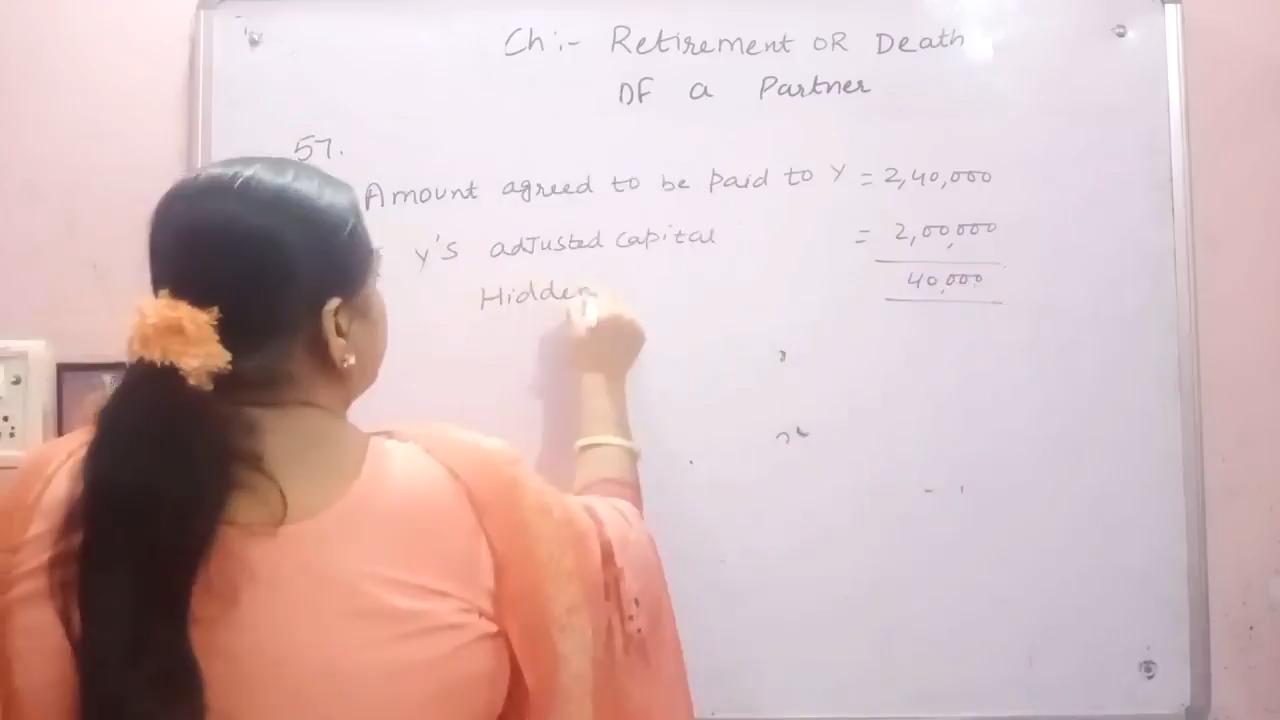 Ch:- Retirement OR Death
OF a Partner
57.
Amount agreed to be paid to Y = 2,40,000
Y's adjusted capital = 2,00,000
40,000
Hidden